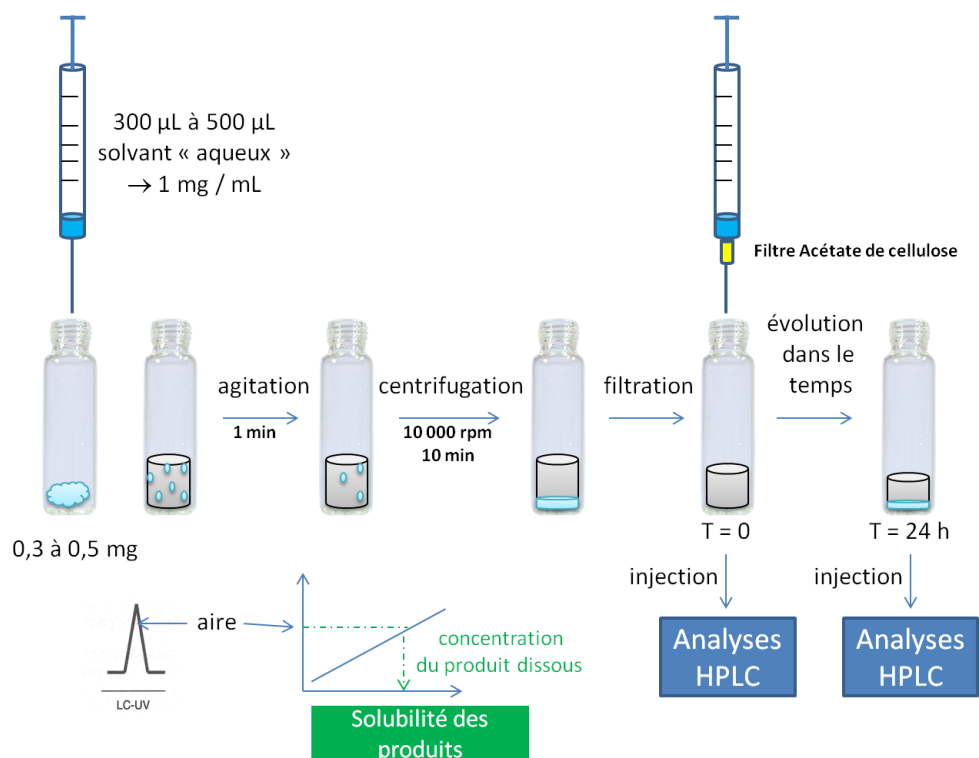 300 µL à 500 µL
solvant « aqueux »
→ 1 mg / mL
Filtre Acétate de cellulose
agitation
1 min
centrifugation
10 000 rpm
10 min
filtration
évolution
dans le
temps
0,3 à 0,5 mg
T = 0
T = 24 h
injection
injection
Analyses
HPLC
Analyses
HPLC
aire
LC-UV
concentration
du produit dissous
Solubilité des
produits